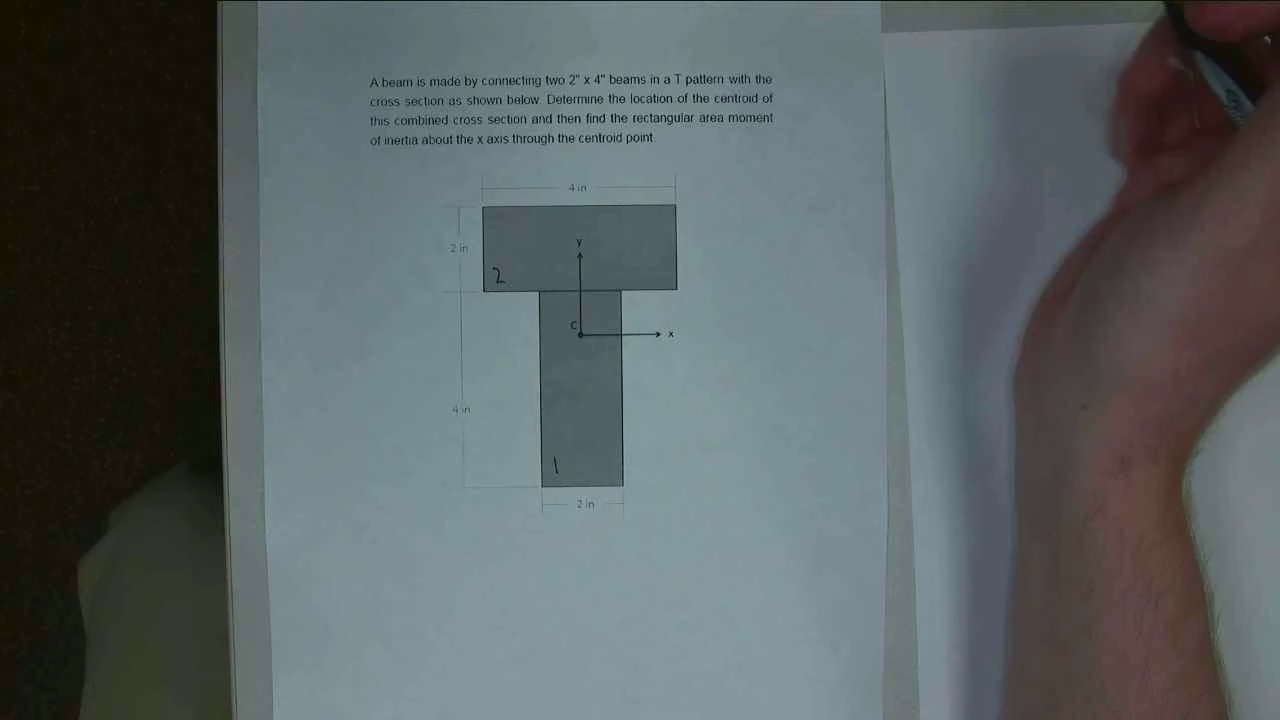 A beam is made by connecting two 2" x 4" beams in a T pattern with the
cross section as shown below. Determine the location of the centroid of
this combined cross section and then find the rectangular area moment
of inertia about the x axis through the centroid point.
4 in
2 in
y
2
C
x
4 in
1
2 in